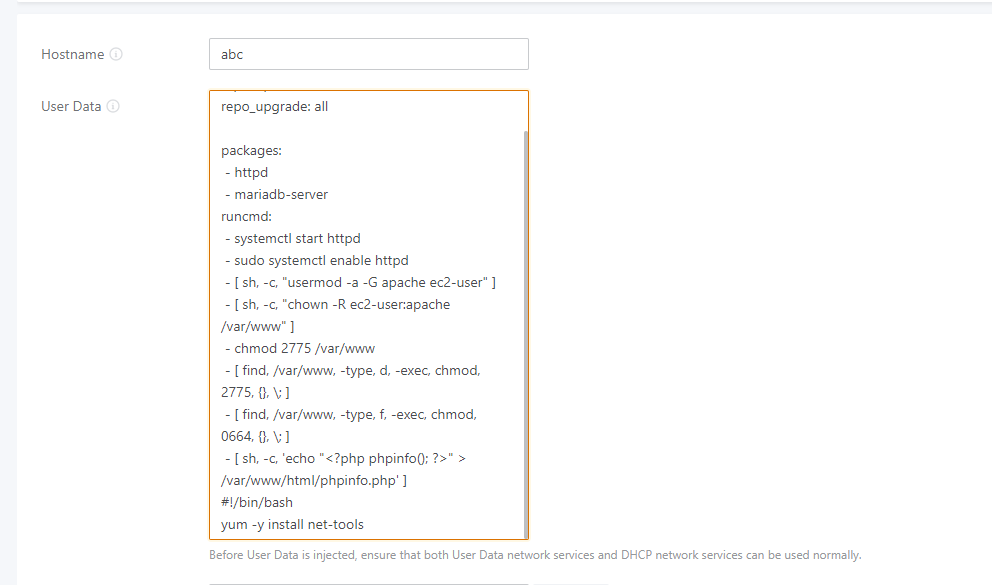 Hostname
abc
User Data
repo_upgrade: all
packages:
- httpd
- mariadb-server
runcmd:
- systemctl start httpd
- sudo systemctl enable httpd
- [ sh, -c, "usermod -a -G apache ec2-user" ]
- [ sh, -c, "chown -R ec2-user:apache
/var/www" ]
- chmod 2775 /var/www
- [ find, /var/www, -type, d, -exec, chmod,
2775, {}, \; ]
- [ find, /var/www, -type, f, -exec, chmod,
0664, {}, \; ]
- [ sh, -c, 'echo "<?php phpinfo(); ?>" >
/var/www/html/phpinfo.php' ]
#!/bin/bash
yum -y install net-tools
Before User Data is injected, ensure that both User Data network services and DHCP network services can be used normally.